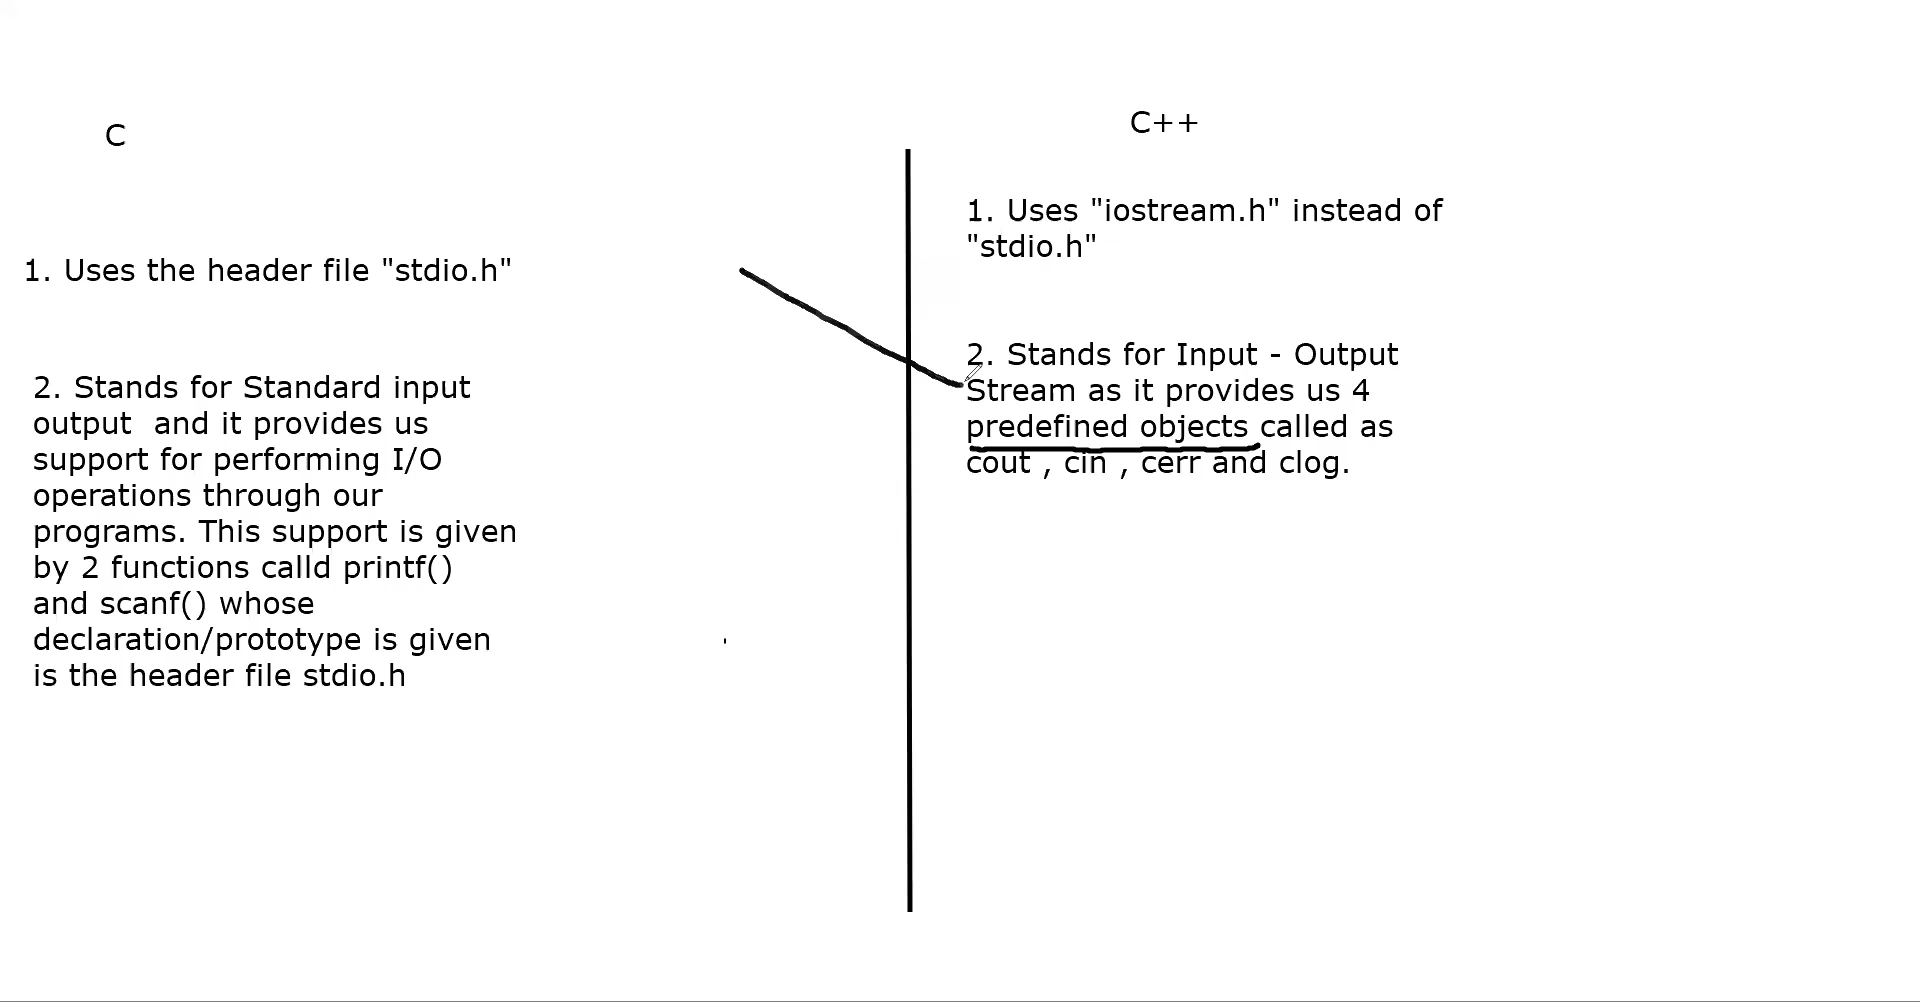 C
1. Uses the header file "stdio.h"
2. Stands for Standard input
output  and it provides us
support for performing I/O
operations through our
programs. This support is given
by 2 functions calld printf()
and scanf() whose
declaration/prototype is given
is the header file stdio.h
C++
1. Uses "iostream.h" instead of
"stdio.h"
2. Stands for Input - Output
Stream as it provides us 4
predefined objects called as
cout , cin , cerr and clog.